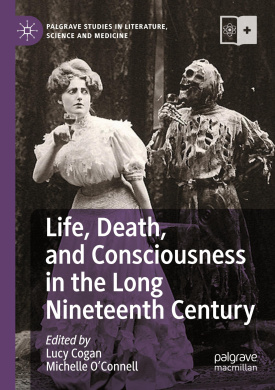 PALGRAVE STUDIES IN LITERATURE,
SCIENCE AND MEDICINE
Life, Death,
and Consciousness
in the Long
Nineteenth Century
Edited by
Lucy Cogan
Michelle O'Connell
palgrave
macmillan